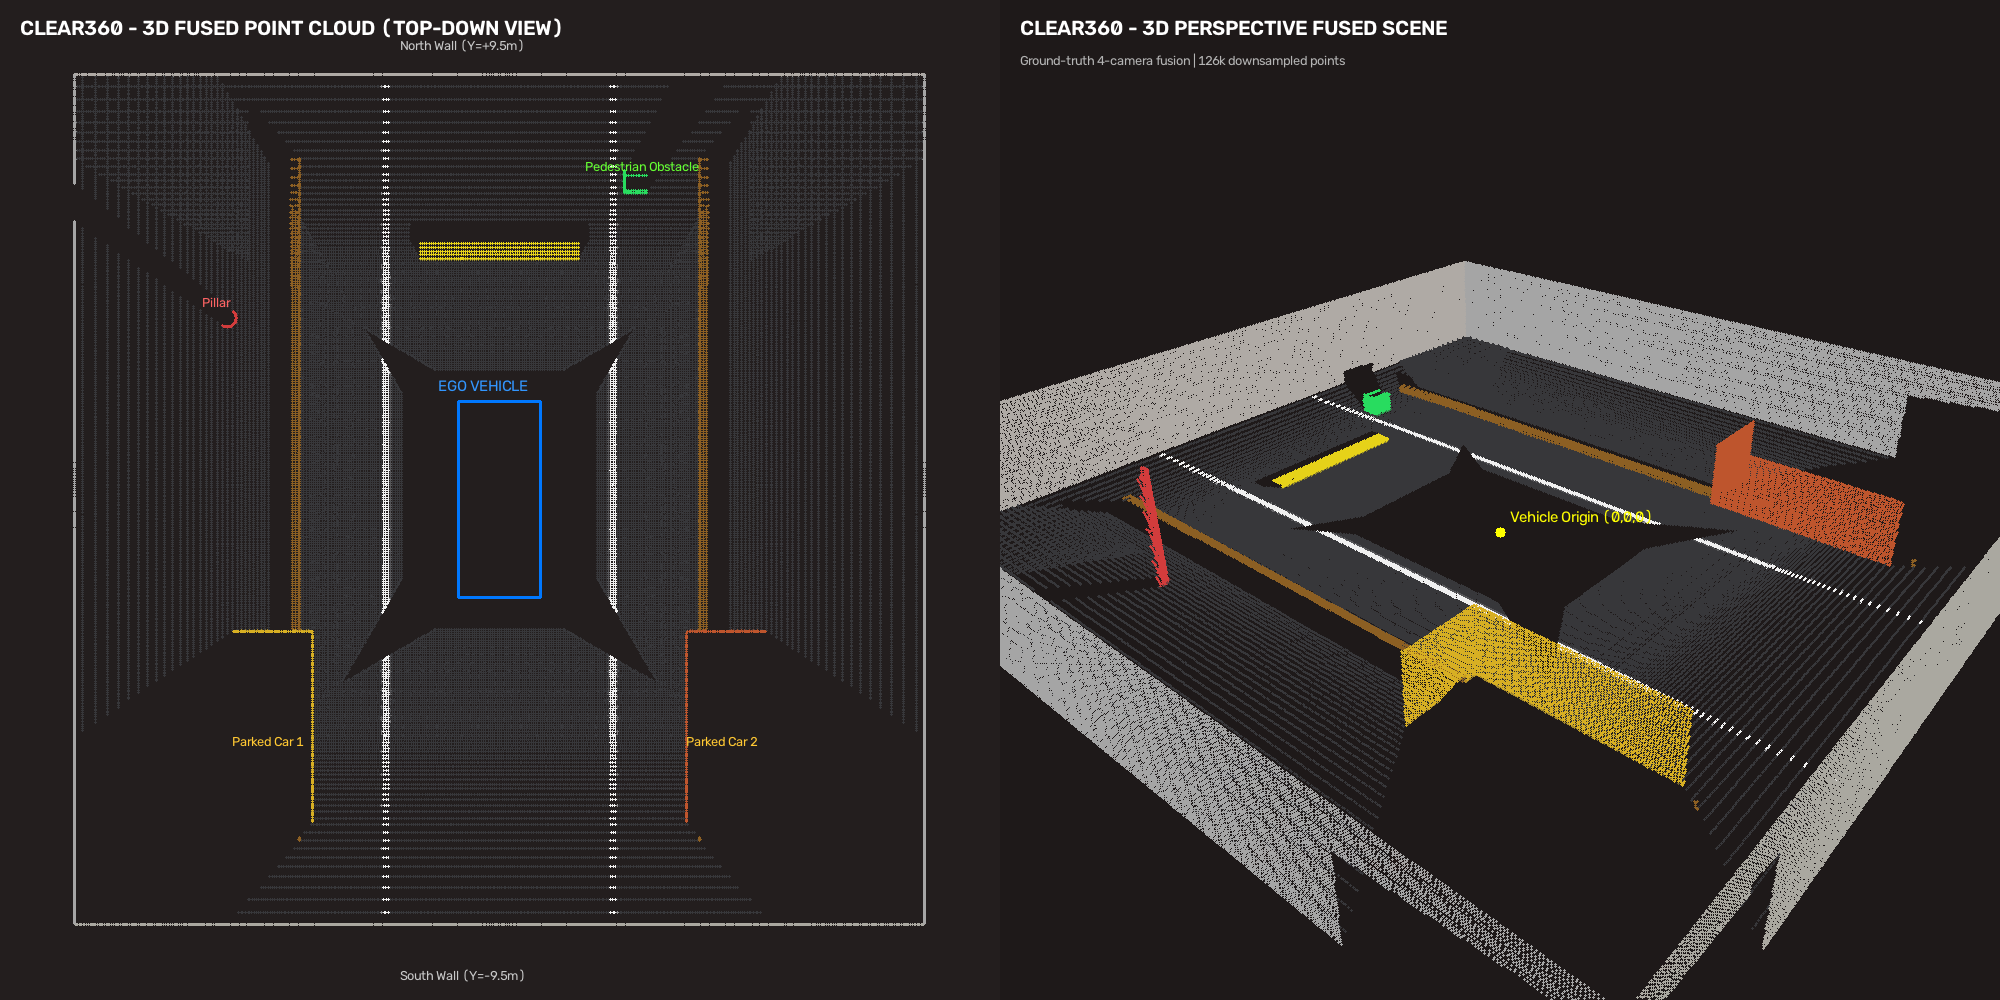 CLEAR360 - 3D FUSED POINT CLOUD (TOP-DOWN VIEW)
North Wall (Y=+9.5m)
Pedestrian Obstacle
Pillar
EGO VEHICLE
Parked Car 1
Parked Car 2
South Wall (Y=-9.5m)
CLEAR360 - 3D PERSPECTIVE FUSED SCENE
Ground-truth 4-camera fusion | 126k downsampled points
Vehicle Origin (0,0,0)